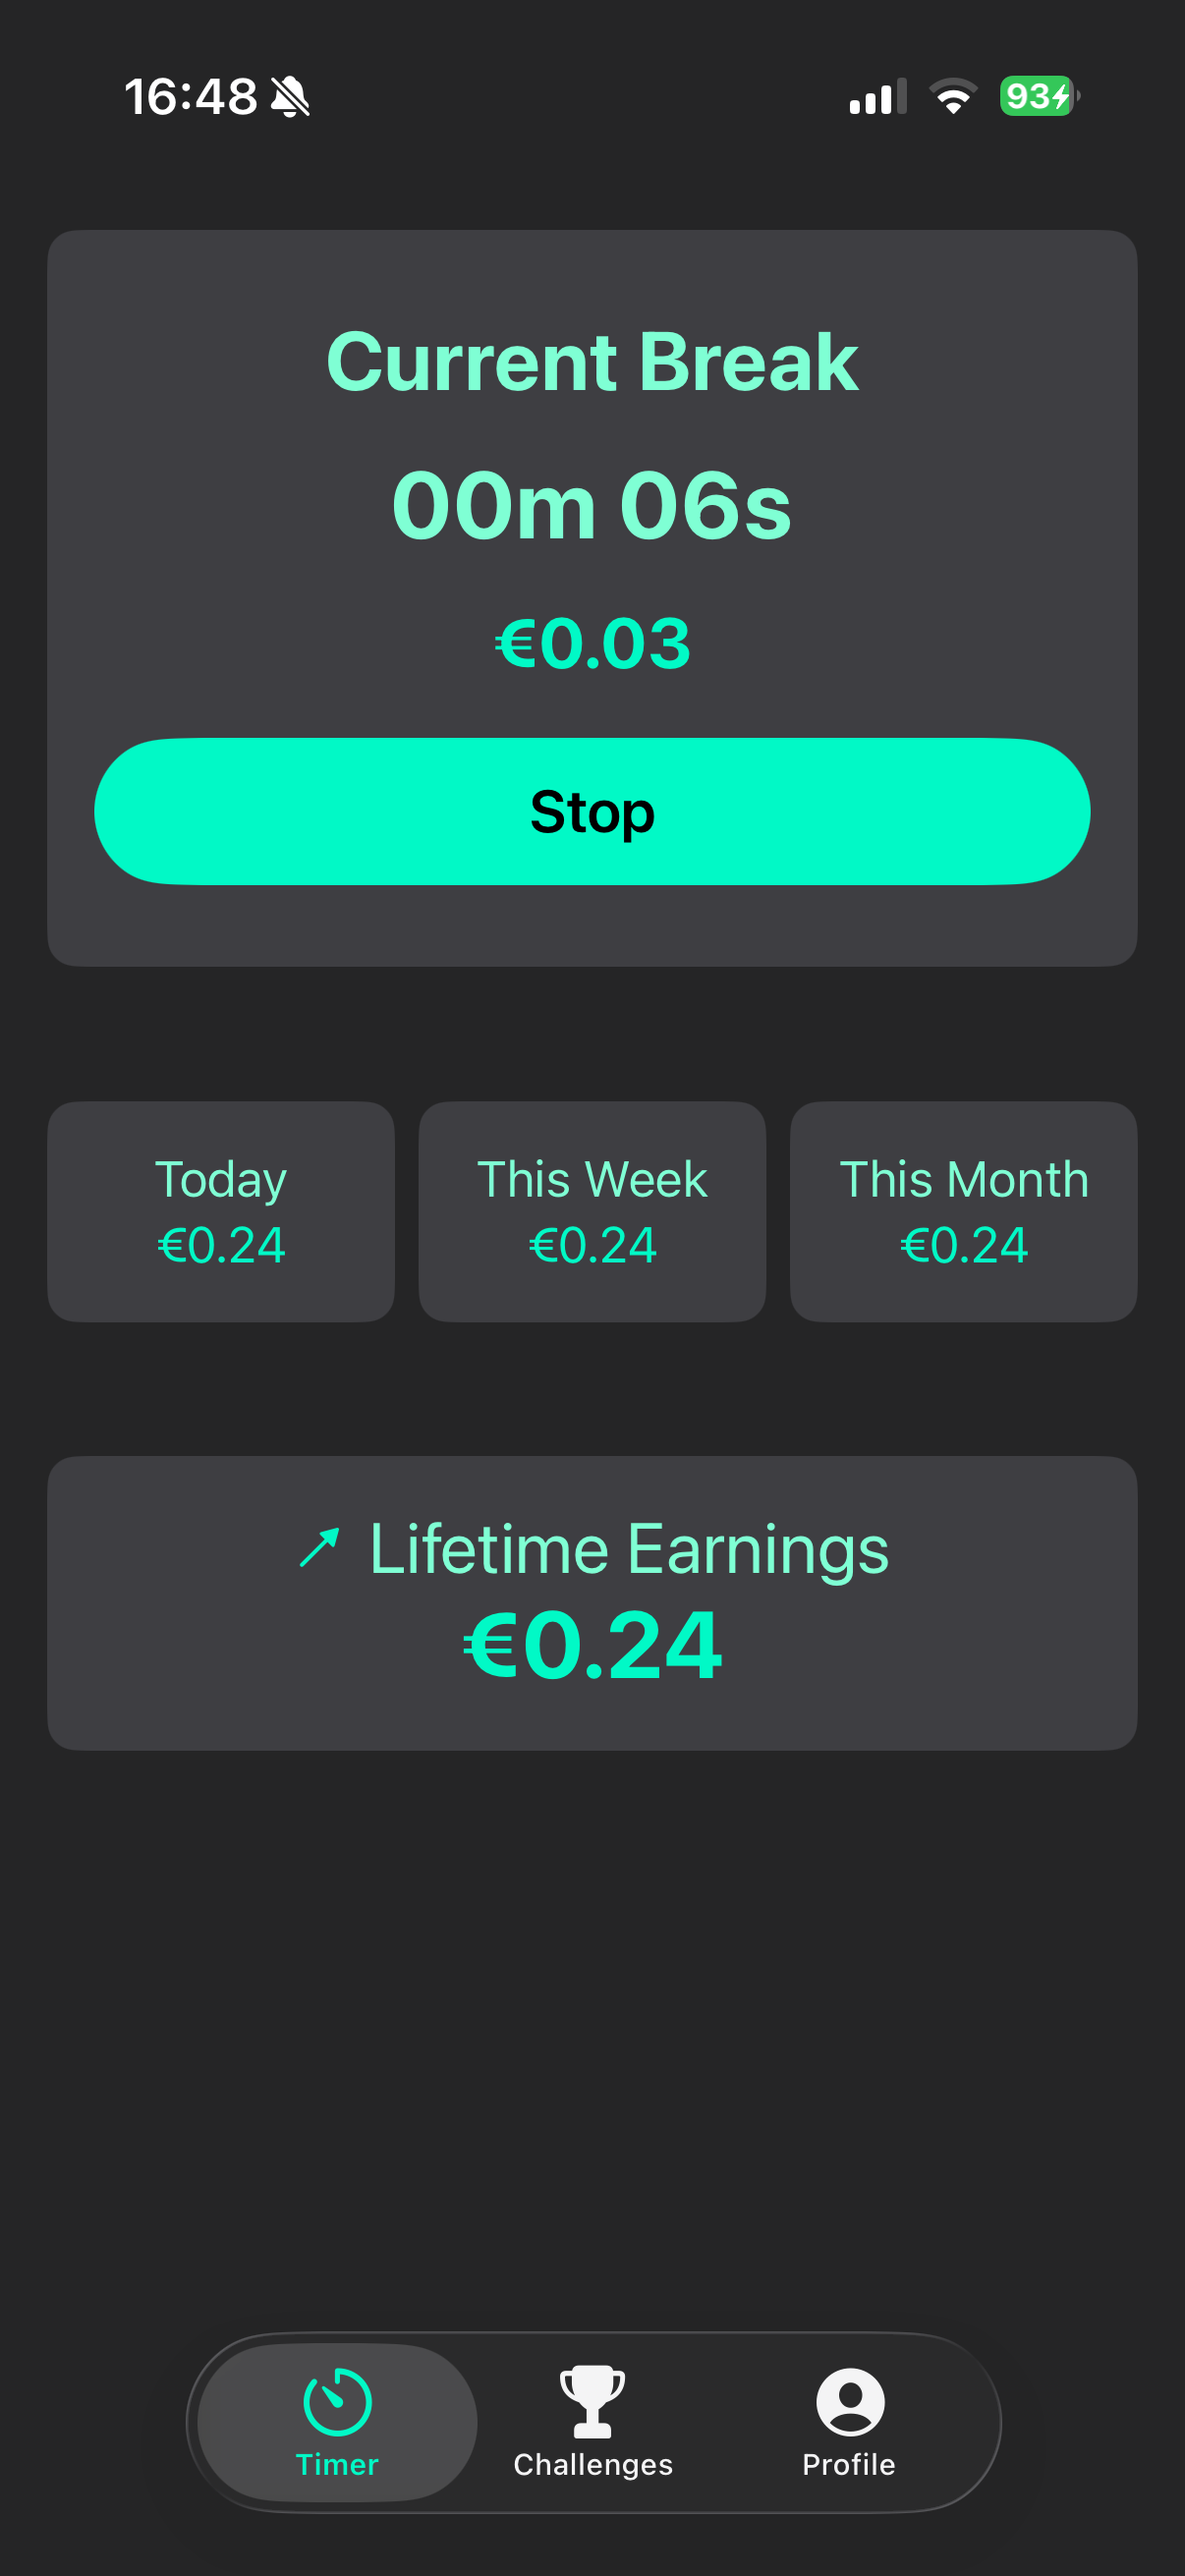 16:48
93
Current Break
00m 06s
€0.03
Stop
Today
€0.24
This Week
€0.24
This Month
€0.24
Lifetime Earnings
€0.24
Timer
Challenges
Profile